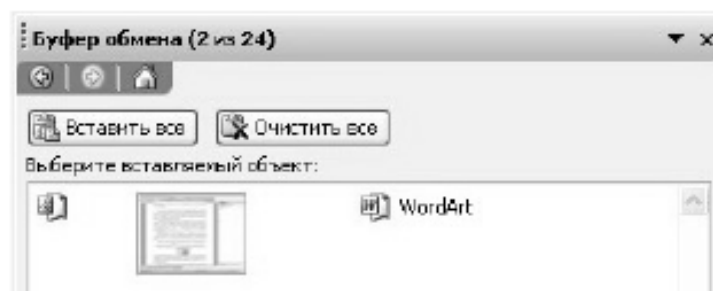 Буфер обмена (2 из 24)
Вставить все Очистить все
Выберите вставляемый объект:
WordArt